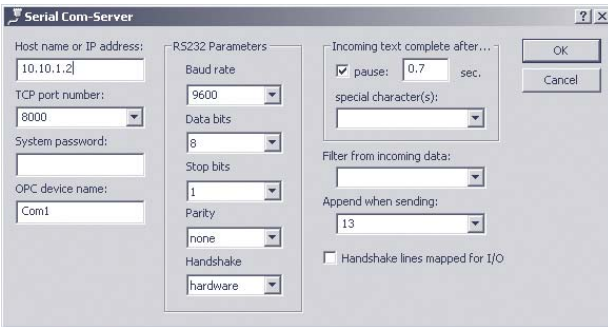 Serial Com-Server
Host name or IP address:
10.10.1.2
TCP port number:
8000
System password:
OPC device name:
Com1
RS232 Parameters
Baud rate
9600
Data bits
8
Stop bits
1
Parity
none
Handshake
hardware
Incoming text complete after...
pause: 0.7 sec.
special character(s):
Filter from incoming data:
Append when sending:
13
Handshake lines mapped for I/O
OK
Cancel